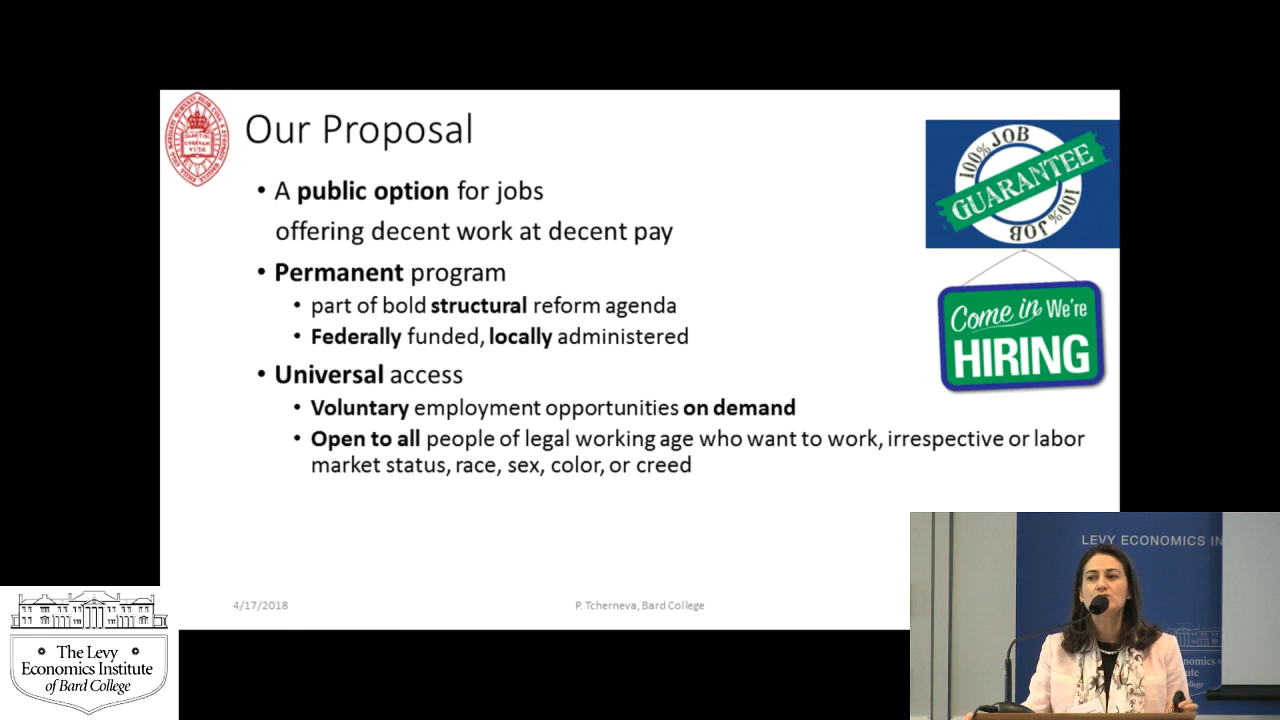 Our Proposal
• A public option for jobs
offering decent work at decent pay
• Permanent program
• part of bold structural reform agenda
• Federally funded, locally administered
• Universal access
• Voluntary employment opportunities on demand
• Open to all people of legal working age who want to work, irrespective or labor
market status, race, sex, color, or creed
100% JOB
GUARANTEE
100% JOB
Come in We're
HIRING
4/17/2018
P. Tcherneva, Bard College
The Levy
Economics Institute
of Bard College
LEVY ECONOMICS IN